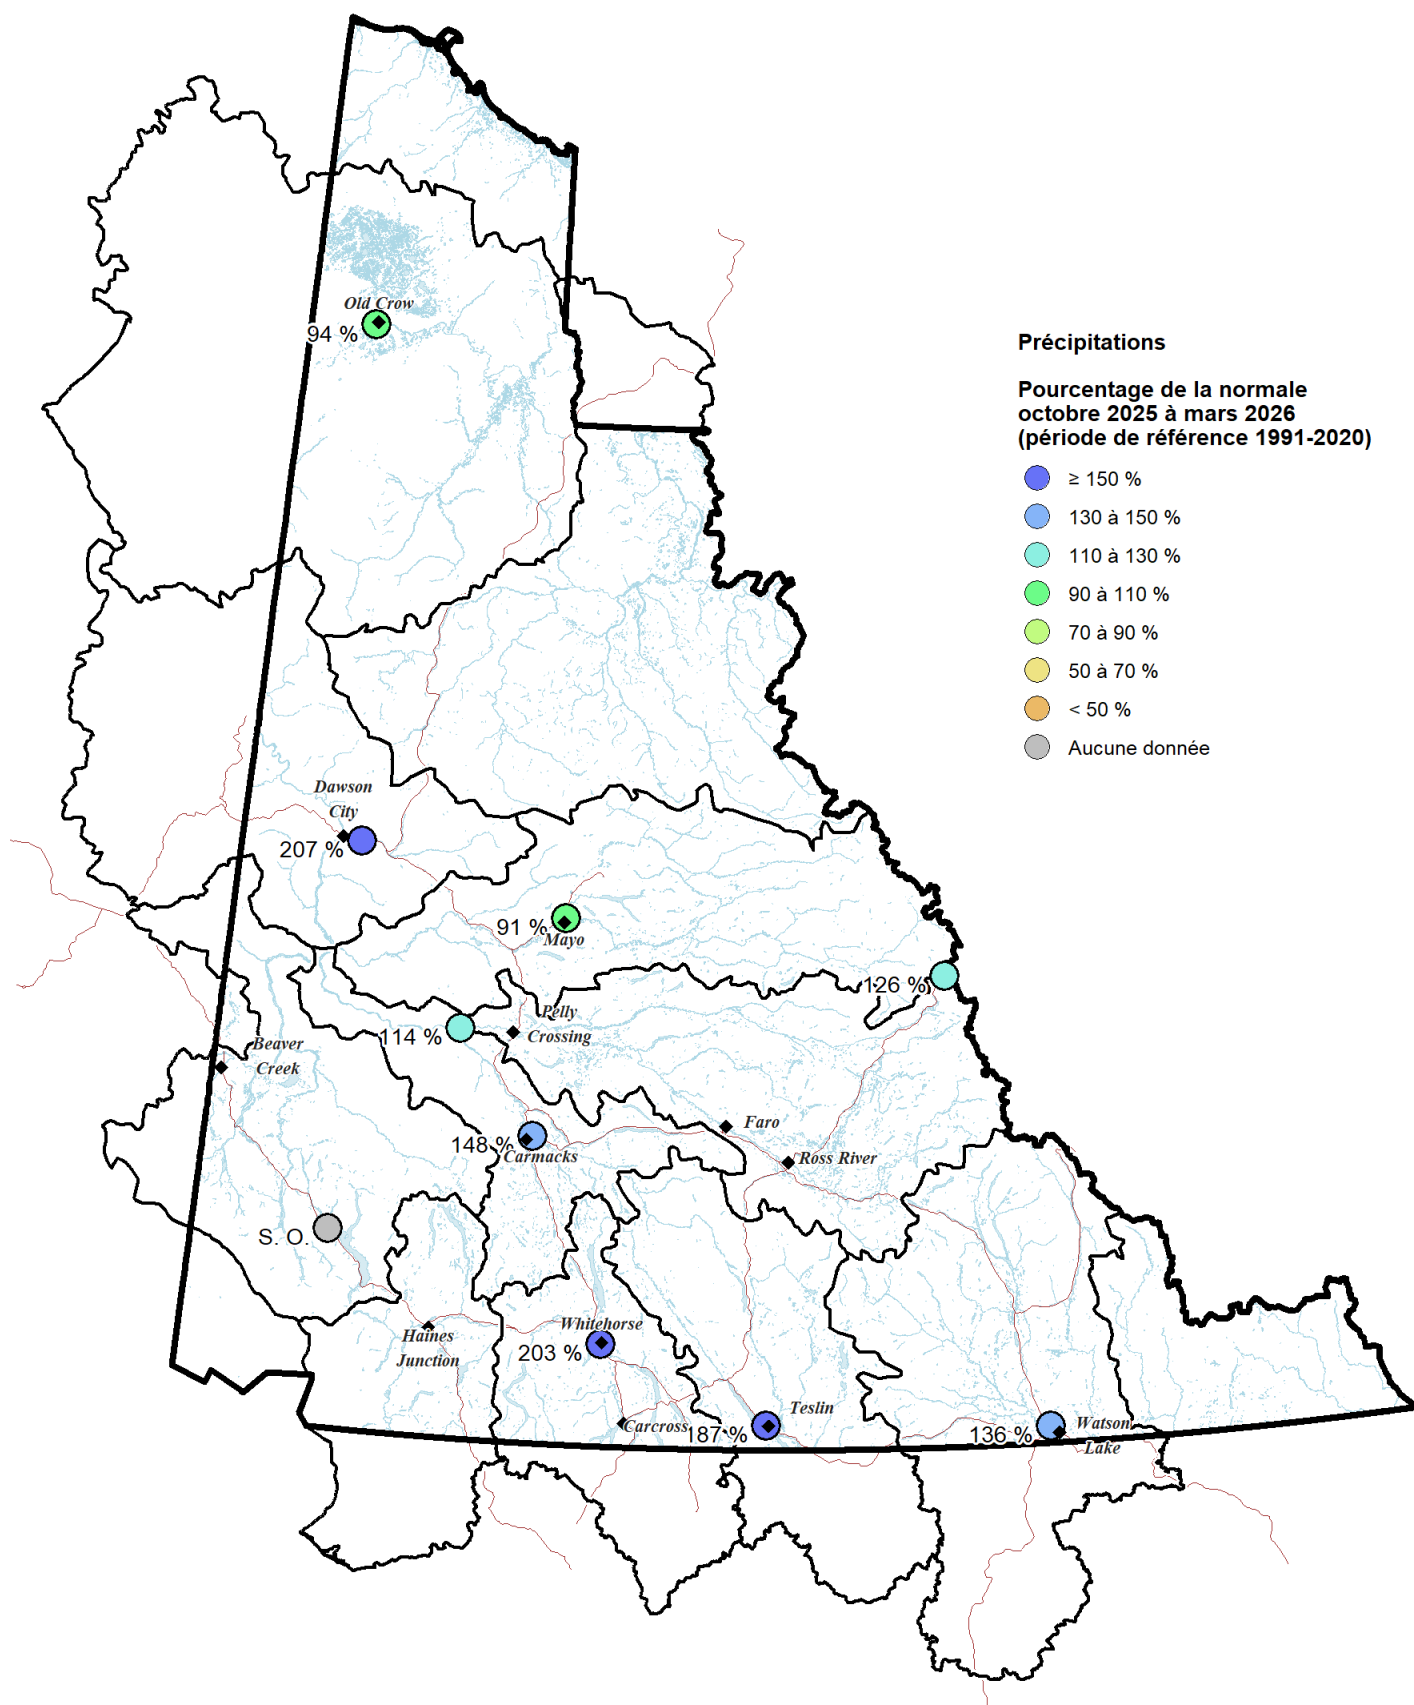 Old Crow
94 %
Précipitations
Pourcentage de la normale
octobre 2025 à mars 2026
(période de référence 1991-2020)
≥ 150 %
130 à 150 %
110 à 130 %
90 à 110 %
70 à 90 %
50 à 70 %
< 50 %
Aucune donnée
Dawson
City
207 %
91 %
Mayo
126 %
Pelly
Crossing
114 %
Beaver
Creek
Faro
148 %
Carmacks
Ross River
S. O.
Whitehorse
203 %
Haines
Junction
Teslin
Carcross
187 %
Watson
Lake
136 %